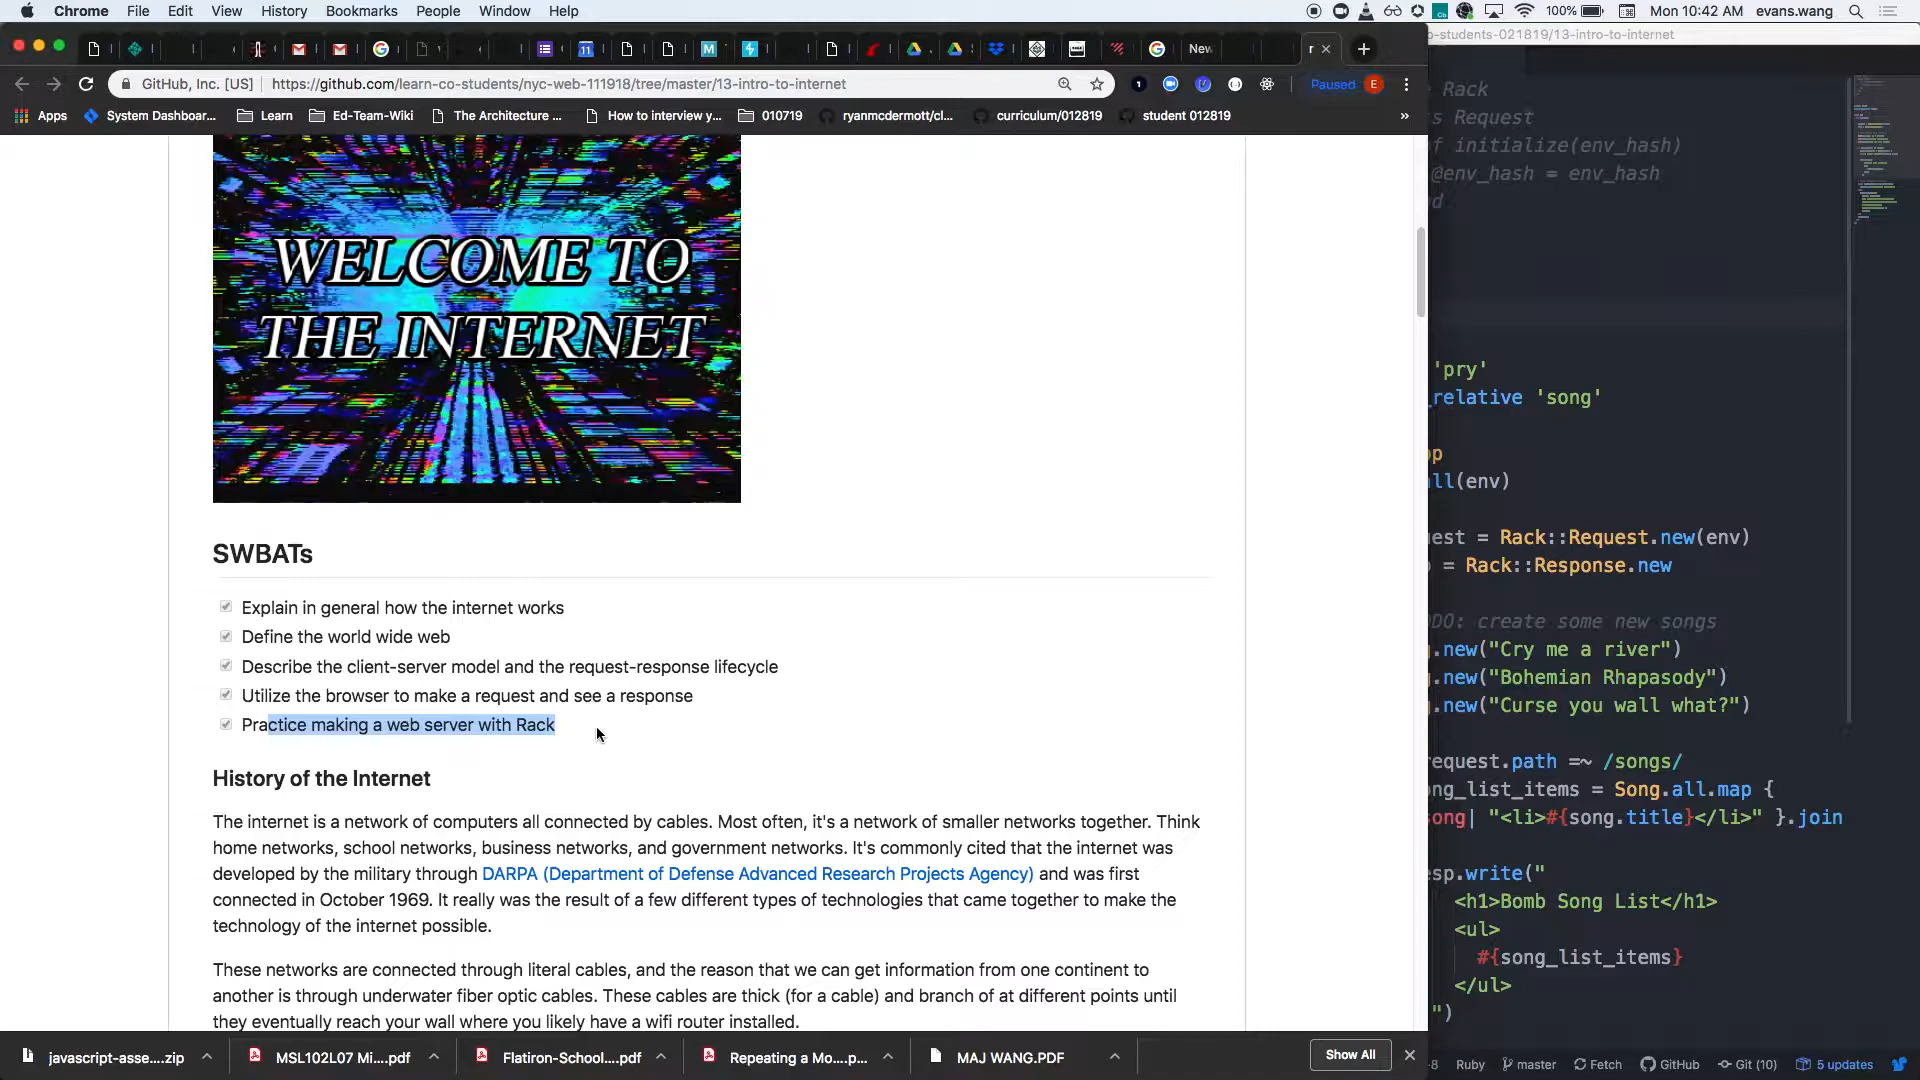 Chrome File Edit View History Bookmarks People Window Help 100% Mon 10:42 AM evans.wang
New
GitHub, Inc. [US] https://github.com/learn-co-students/nyc-web-111918/tree/master/13-intro-to-internet Paused E
Apps System Dashboar... Learn Ed-Team-Wiki The Architecture ... How to interview y... 010719 ryanmcdermott/cl... curriculum/012819 student 012819 »
WELCOME TO
THE INTERNET
SWBATs
Explain in general how the internet works
Define the world wide web
Describe the client-server model and the request-response lifecycle
Utilize the browser to make a request and see a response
Practice making a web server with Rack
History of the Internet
The internet is a network of computers all connected by cables. Most often, it's a network of smaller networks together. Think
home networks, school networks, business networks, and government networks. It's commonly cited that the internet was
developed by the military through DARPA (Department of Defense Advanced Research Projects Agency) and was first
connected in October 1969. It really was the result of a few different types of technologies that came together to make the
technology of the internet possible.
These networks are connected through literal cables, and the reason that we can get information from one continent to
another is through underwater fiber optic cables. These cables are thick (for a cable) and branch of at different points until
they eventually reach your wall where you likely have a wifi router installed.
javascript-asse....zip MSL102L07 Mi....pdf Flatiron-School....pdf Repeating a Mo....p... MAJ WANG.PDF Show All
o-students-021819/13-intro-to-internet
Rack
s Request
f initialize(env_hash)
@env_hash = env_hash
d
'pry'
_relative 'song'
pp
all(env)
uest = Rack::Request.new(env)
= Rack::Response.new
DO: create some new songs
.new("Cry me a river")
.new("Bohemian Rhapasody")
.new("Curse you wall what?")
request.path =~ /songs/
ng_list_items = Song.all.map {
ong| "<li>#{song.title}</li>" }.join
sp.write("
<h1>Bomb Song List</h1>
<ul>
#{song_list_items}
</ul>
")
-8 Ruby master Fetch GitHub Git (10) 5 updates